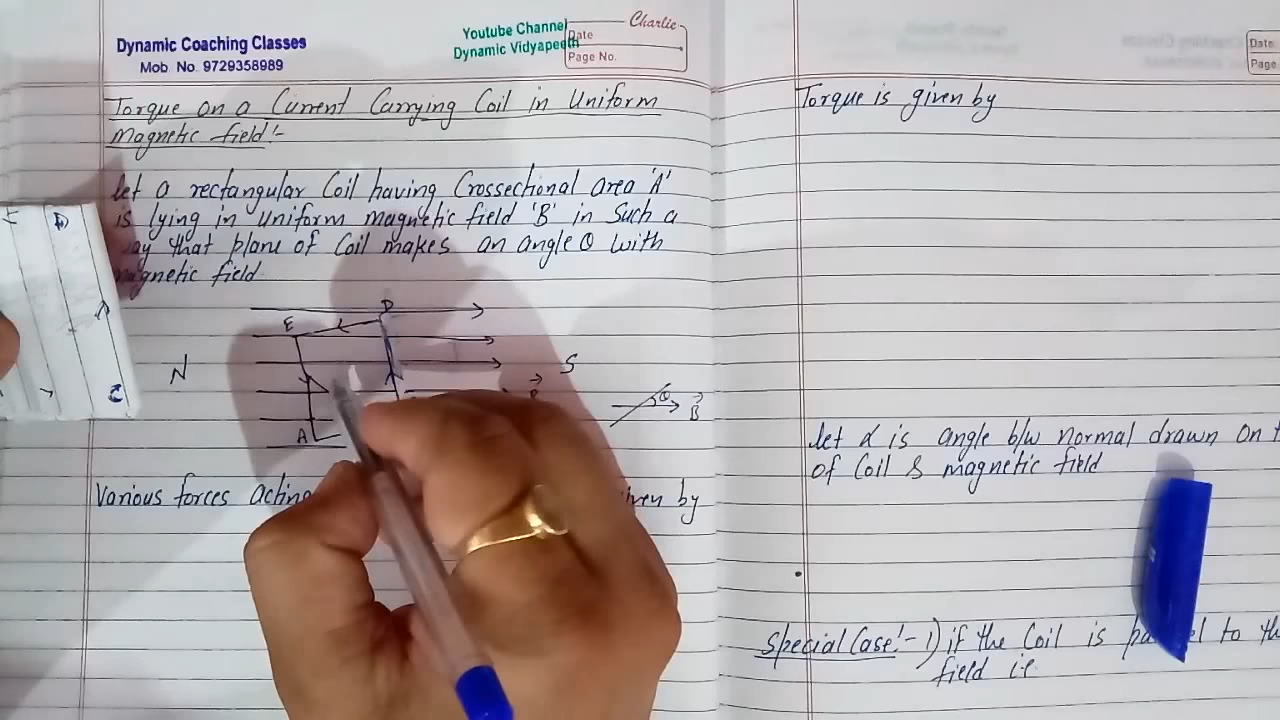 Dynamic Coaching Classes
Mob. No. 9729358989
Youtube Channel
Dynamic Vidyapeeth
Charlie
Date
Page No.
Torque on a Current Carrying Coil in Uniform
Magnetic field:-
Let a rectangular Coil having Crossectional area 'A'
is lying in uniform magnetic field 'B' in Such a
way that plane of Coil makes an angle θ with
magnetic field
D
E
N
S
A
θ
B
Various forces acting
given by
D
C
Date
Page
Torque is given by
let α is angle b/w normal drawn on
of Coil & magnetic field
Special Case:- 1) if the Coil is parallel to the
field i.e